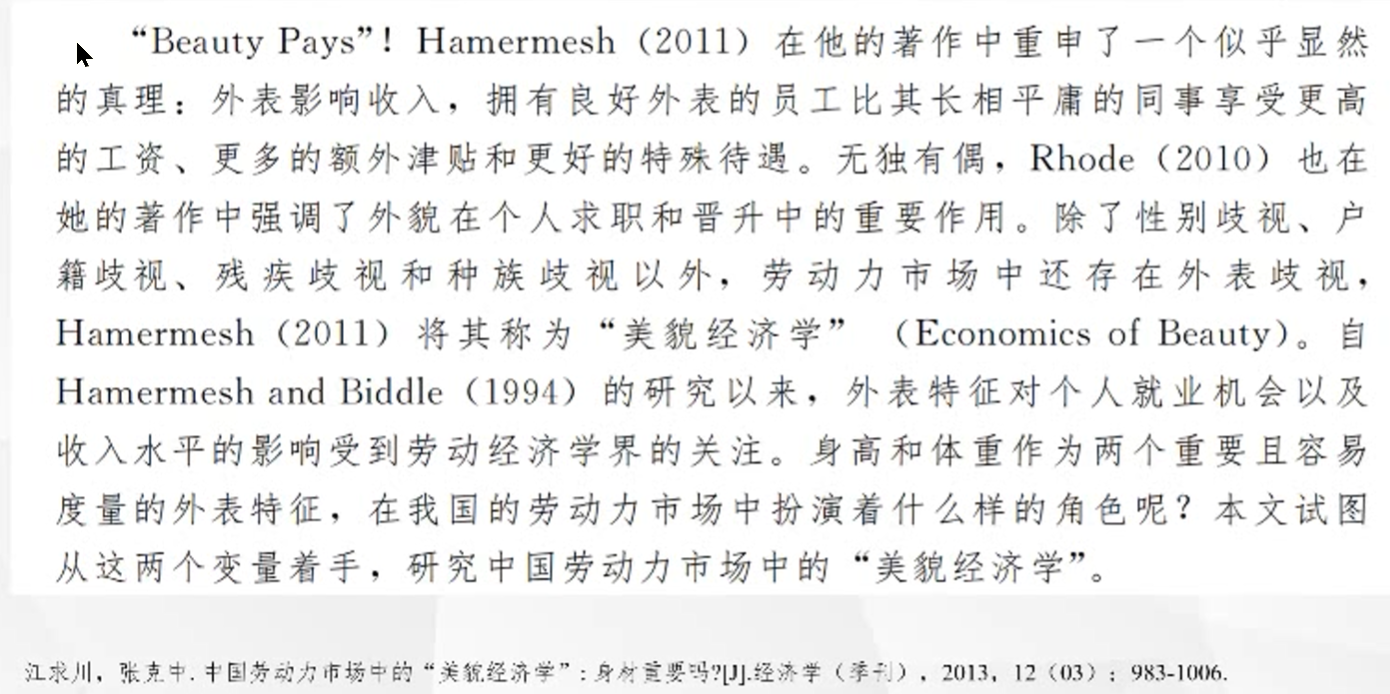 “Beauty Pays”！Hamermesh（2011）在他的著作中重申了一个似乎显然
的真理：外表影响收入，拥有良好外表的员工比其长相平庸的同事享受更高
的工资、更多的额外津贴和更好的特殊待遇。无独有偶，Rhode（2010）也在
她的著作中强调了外貌在个人求职和晋升中的重要作用。除了性别歧视、户
籍歧视、残疾歧视和种族歧视以外，劳动力市场中还存在外表歧视，
Hamermesh（2011）将其称为“美貌经济学”（Economics of Beauty）。自
Hamermesh and Biddle（1994）的研究以来，外表特征对个人就业机会以及
收入水平的影响受到劳动经济学界的关注。身高和体重作为两个重要且容易
度量的外表特征，在我国的劳动力市场中扮演着什么样的角色呢？本文试图
从这两个变量着手，研究中国劳动力市场中的“美貌经济学”。
江求川，张克中.中国劳动力市场中的“美貌经济学”：身材重要吗?[J].经济学（季刊），2013，12（03）：983-1006.